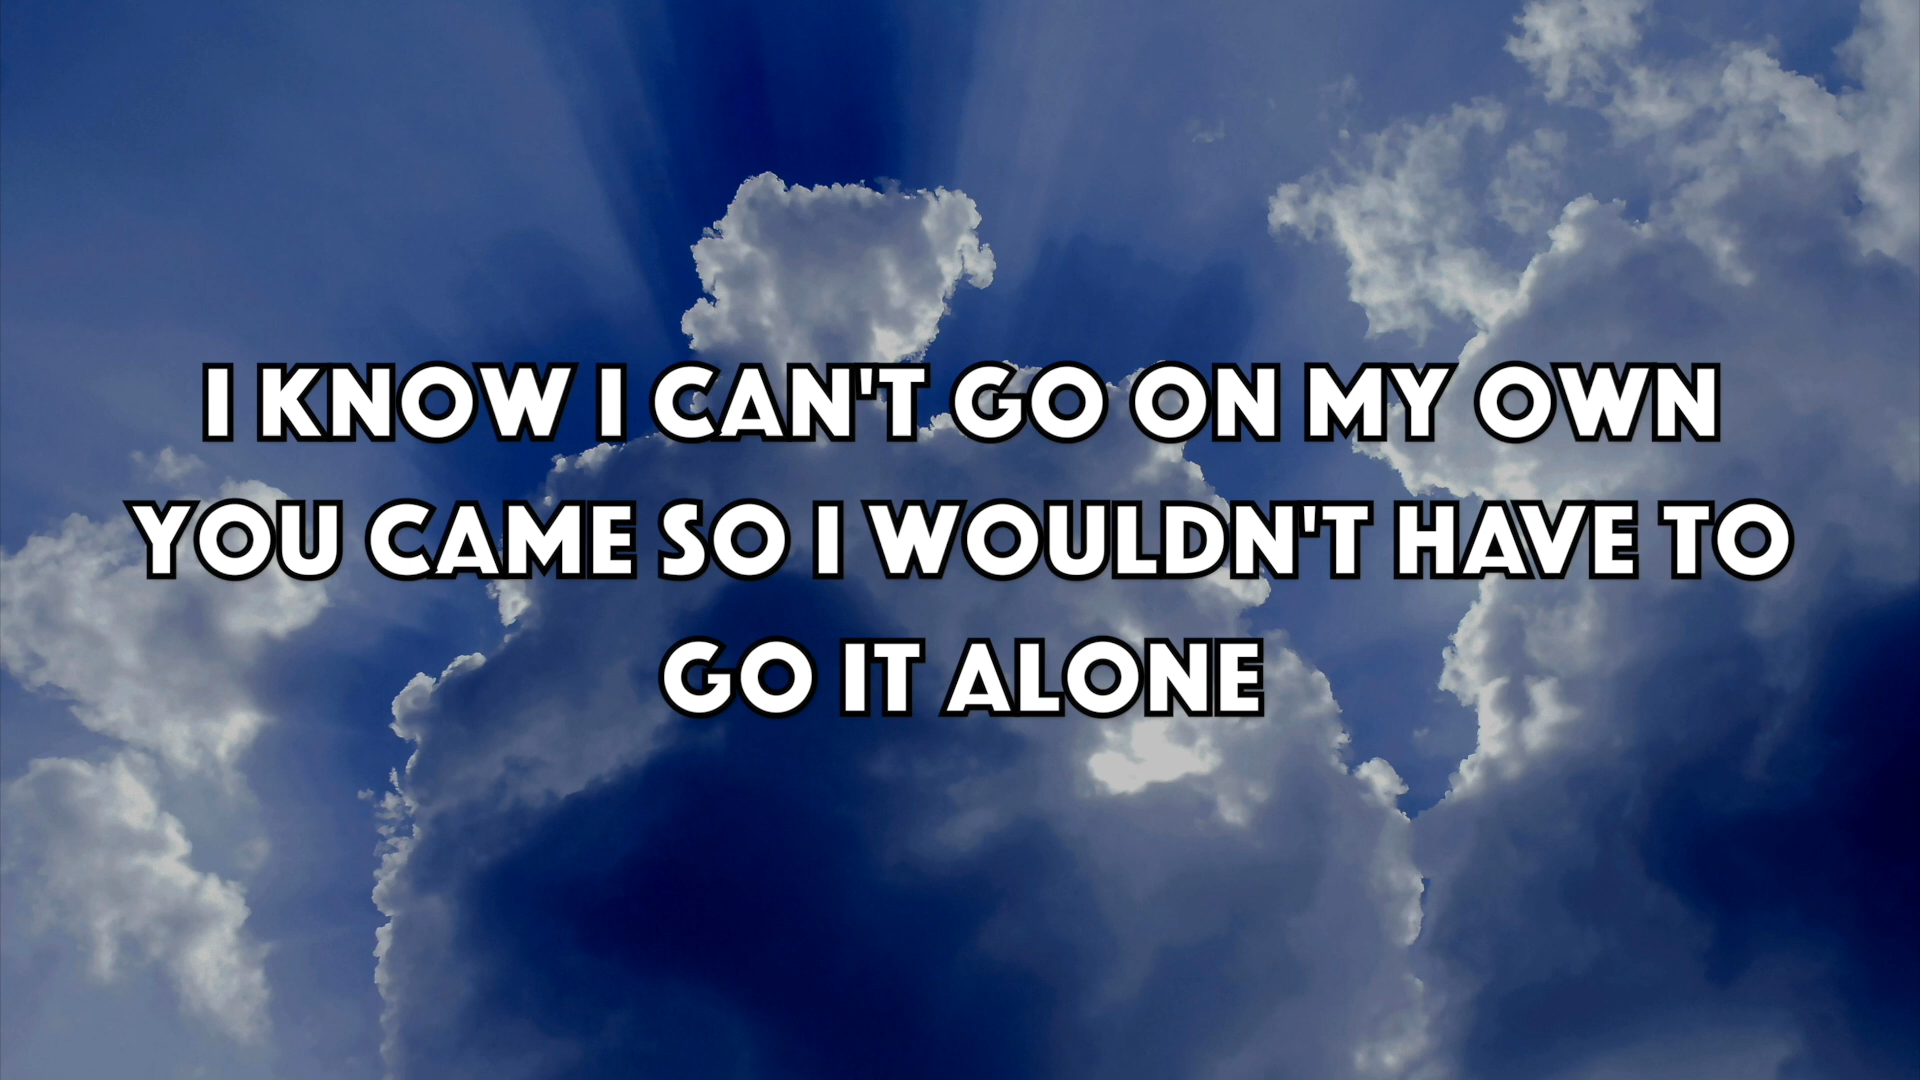 I KNOW I CAN'T GO ON MY OWN
YOU CAME SO I WOULDN'T HAVE TO
GO IT ALONE